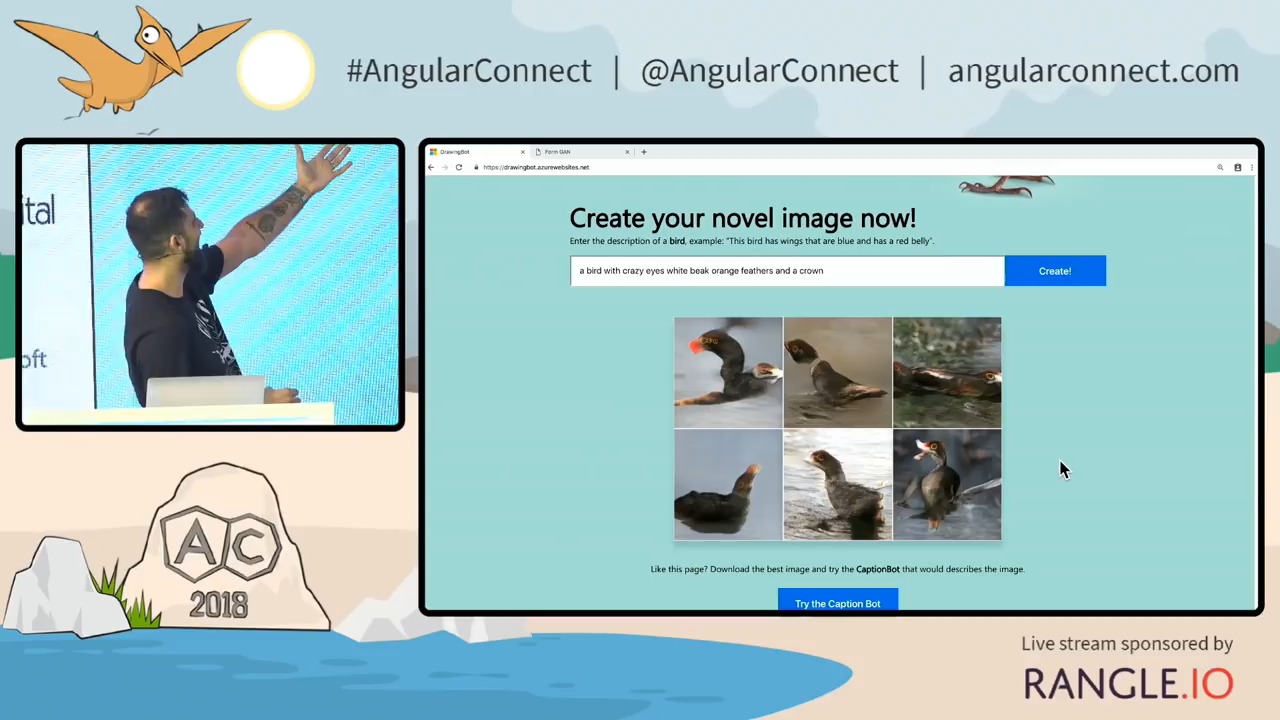 #AngularConnect | @AngularConnect | angularconnect.com
ital
oft
DrawingBot
Form GAN
https://drawingbot.azurewebsites.net
Create your novel image now!
Enter the description of a bird, example: "This bird has wings that are blue and has a red belly".
a bird with crazy eyes white beak orange feathers and a crown
Create!
Like this page? Download the best image and try the CaptionBot that would describes the image.
Try the Caption Bot
AC
2018
Live stream sponsored by
RANGLE.IO